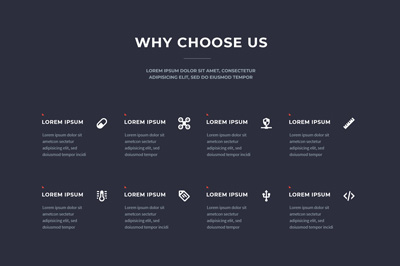 WHY CHOOSE US
LOREM IPSUM DOLOR SIT AMET, CONSECTETUR
ADIPISICING ELIT, SED DO EIUSMOD TEMPOR
LOREM IPSUM
Lorem ipsum dolor sit
ametcon sectetur
adipisicing elit, sed
doiusmod tempor incidi
LOREM IPSUM
Lorem ipsum dolor sit
ametcon sectetur
adipisicing elit, sed
doiusmod tempor
LOREM IPSUM
Lorem ipsum dolor sit
ametcon sectetur
adipisicing elit, sed
doiusmod tempor
LOREM IPSUM
Lorem ipsum dolor sit
ametcon sectetur
adipisicing elit, sed
doiusmod tempor incidi
LOREM IPSUM
Lorem ipsum dolor sit
ametcon sectetur
adipisicing elit, sed
doiusmod tempor
LOREM IPSUM
Lorem ipsum dolor sit
ametcon sectetur
adipisicing elit, sed
doiusmod tempor incidi
LOREM IPSUM
Lorem ipsum dolor sit
ametcon sectetur
adipisicing elit, sed
doiusmod tempor
LOREM IPSUM
Lorem ipsum dolor sit
ametcon sectetur
adipisicing elit, sed
doiusmod tempor